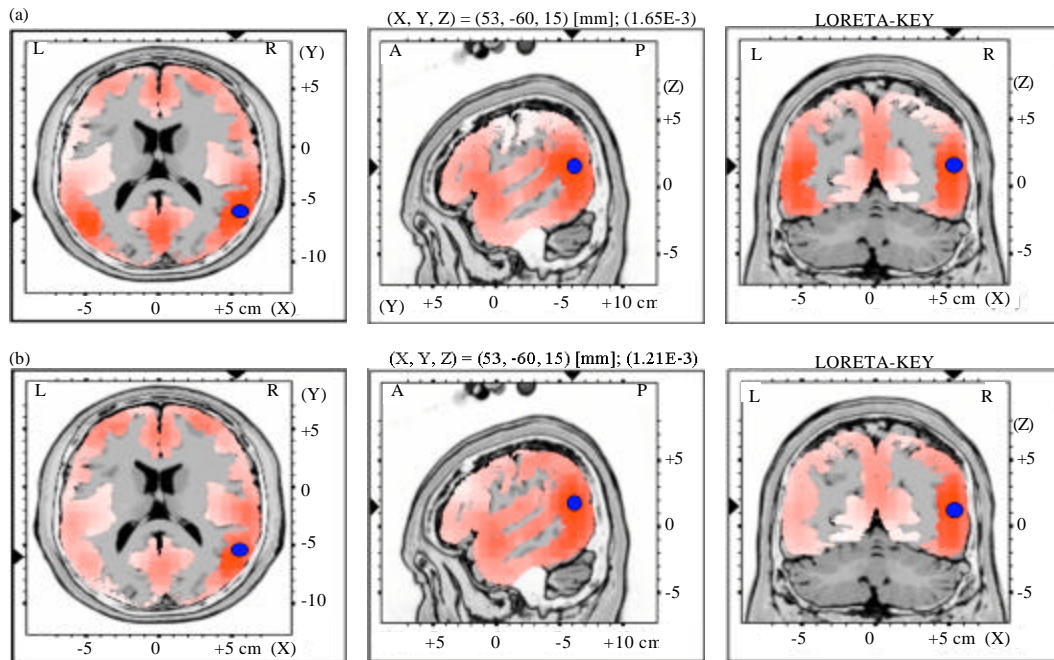 (a)
(X, Y, Z) = (53, -60, 15) [mm]; (1.65E-3)
LORETA-KEY
L R (Y)
+5
0
-5
-10
-5 0 +5 cm (X)
A P
(Z)
+5
0
-5
(Y) +5 0 -5 +10 cm
L R
(Z)
+5
0
-5
-5 0 +5 cm (X)
(b)
(X, Y, Z) = (53, -60, 15) [mm]; (1.21E-3)
LORETA-KEY
L R (Y)
+5
0
-5
-10
-5 0 +5 cm (X)
A P
(Z)
+5
0
-5
(Y) +5 0 -5 +10 cm
L R
(Z)
+5
0
-5
-5 0 +5 cm (X)